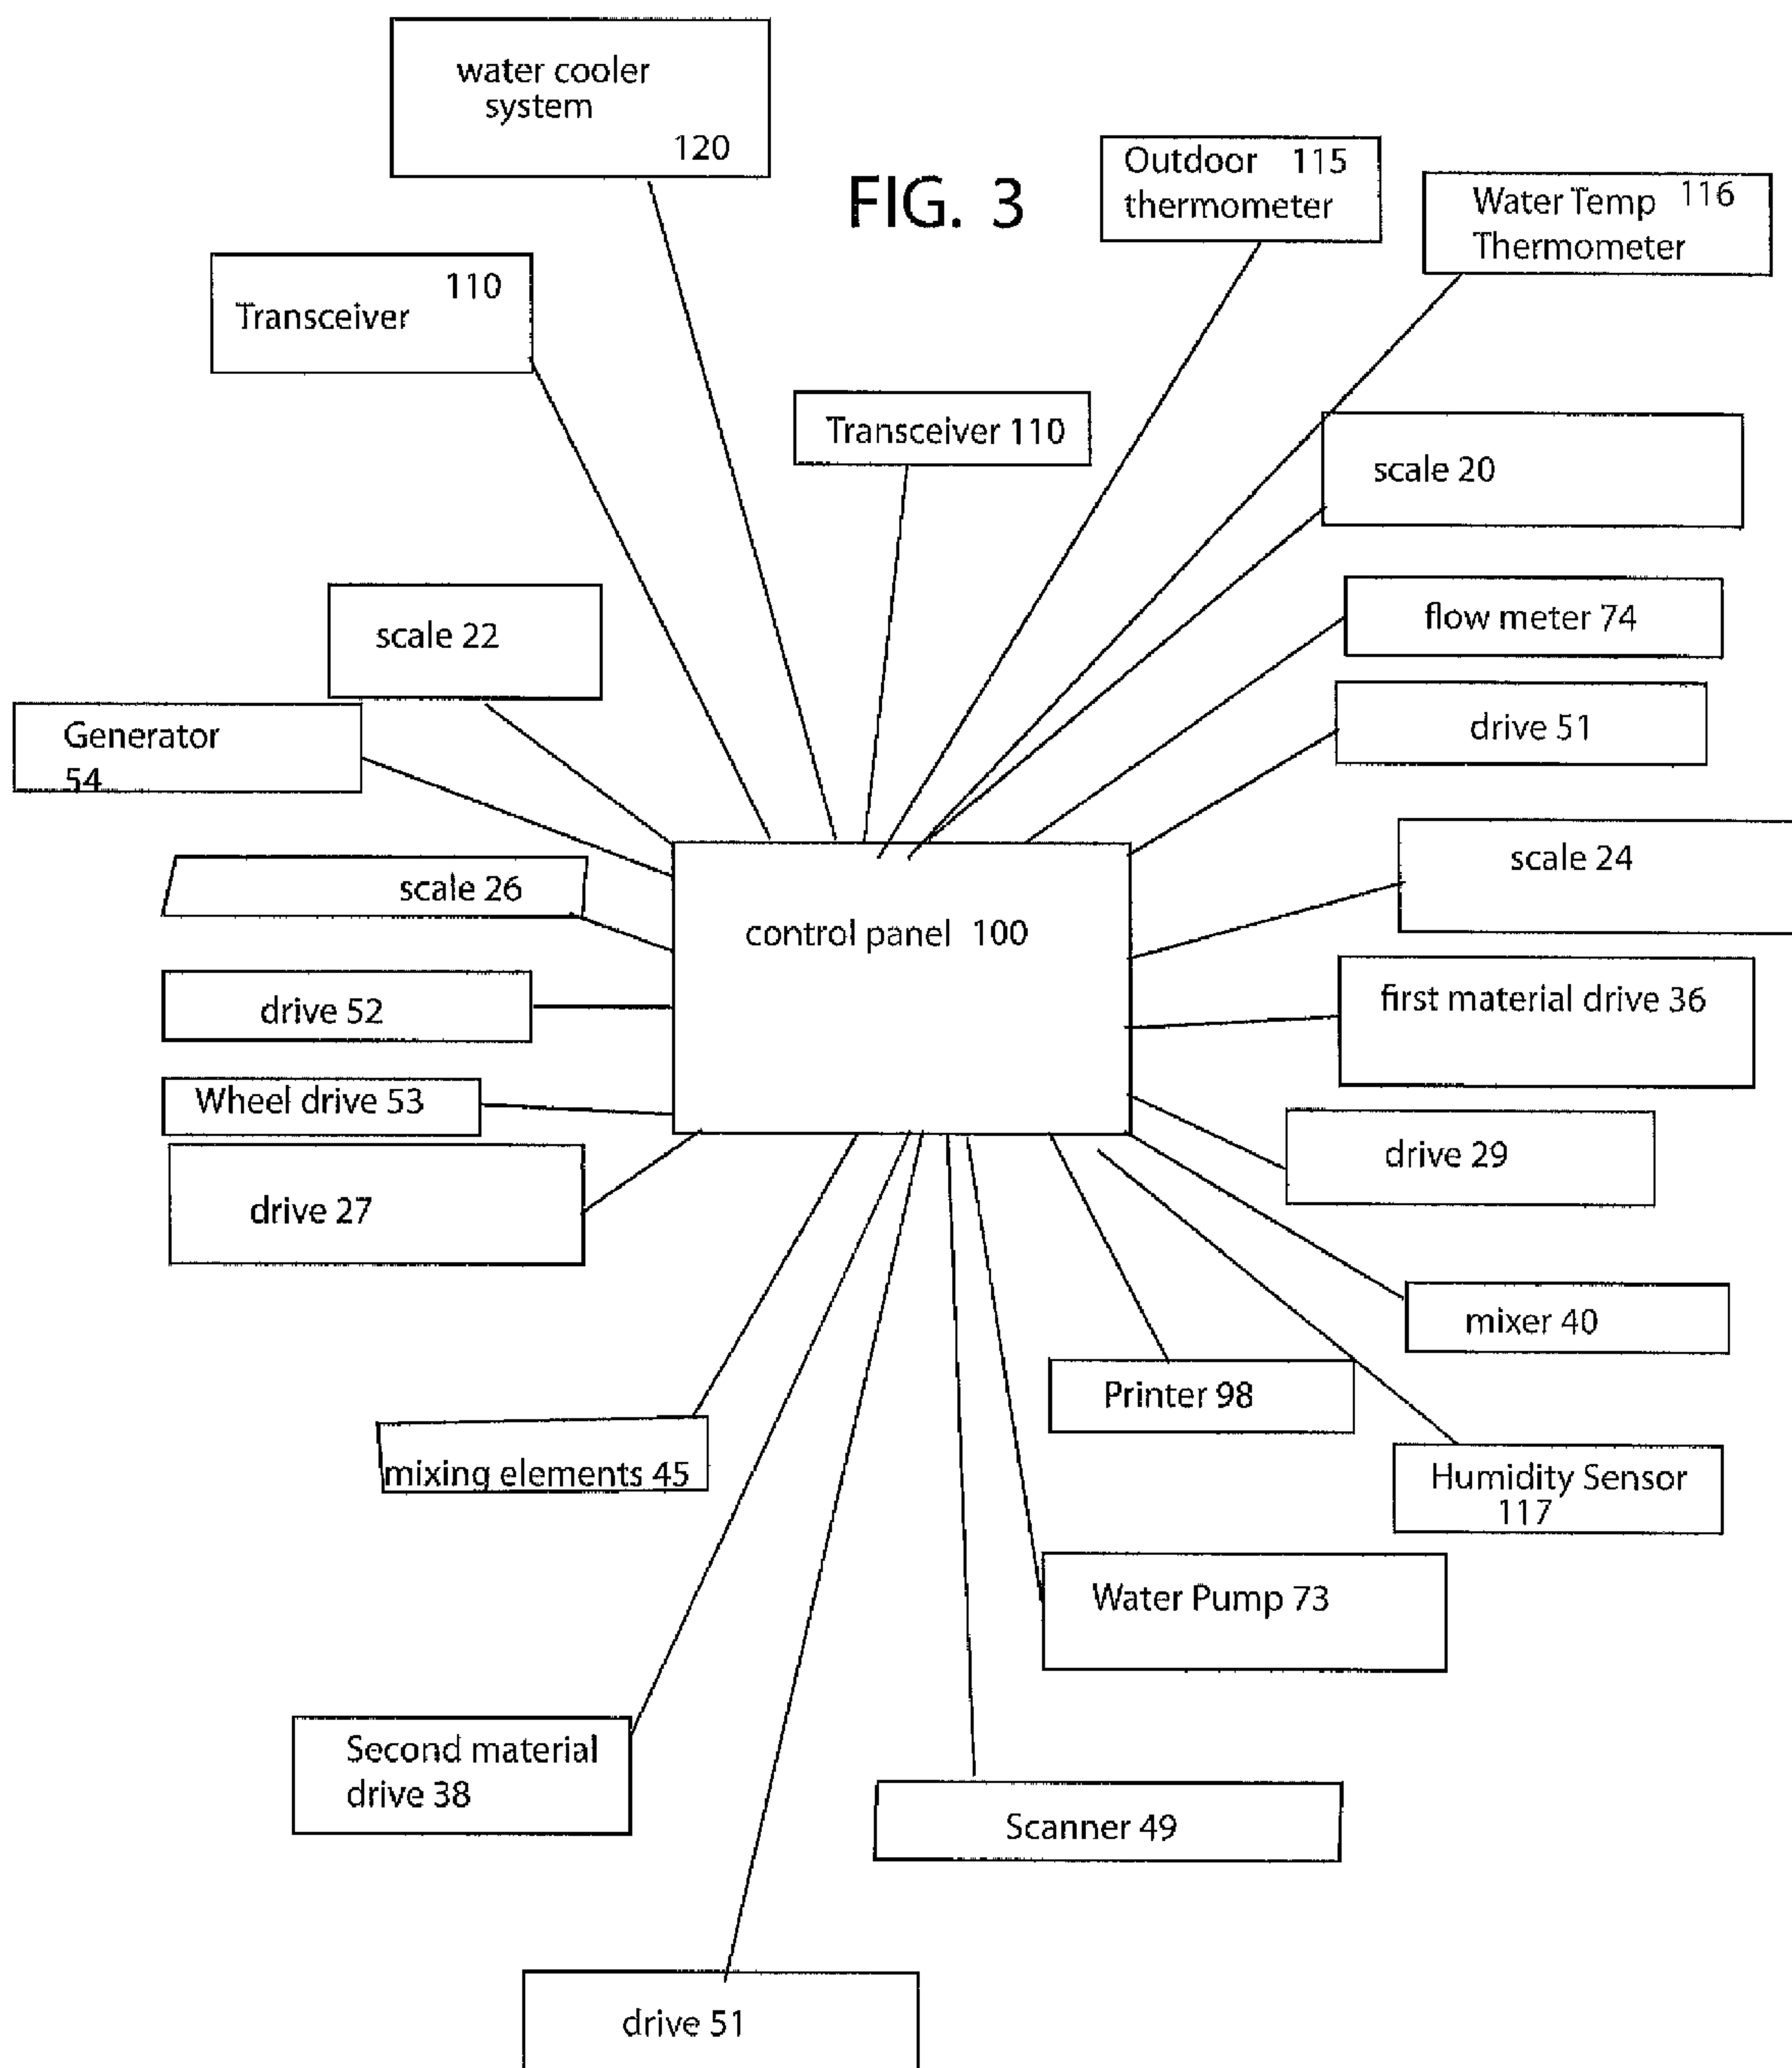 water cooler
system
120
FIG. 3
Outdoor 115
thermometer
Water Temp 116
Thermometer
110
Transceiver
Transceiver 110
scale 20
flow meter 74
scale 22
drive 51
Generator
54
scale 24
scale 26
control panel 100
first material drive 36
drive 52
Wheel drive 53
drive 29
drive 27
mixer 40
Printer 98
mixing elements 45
Humidity Sensor
117
Water Pump 73
Second material
drive 38
Scanner 49
drive 51